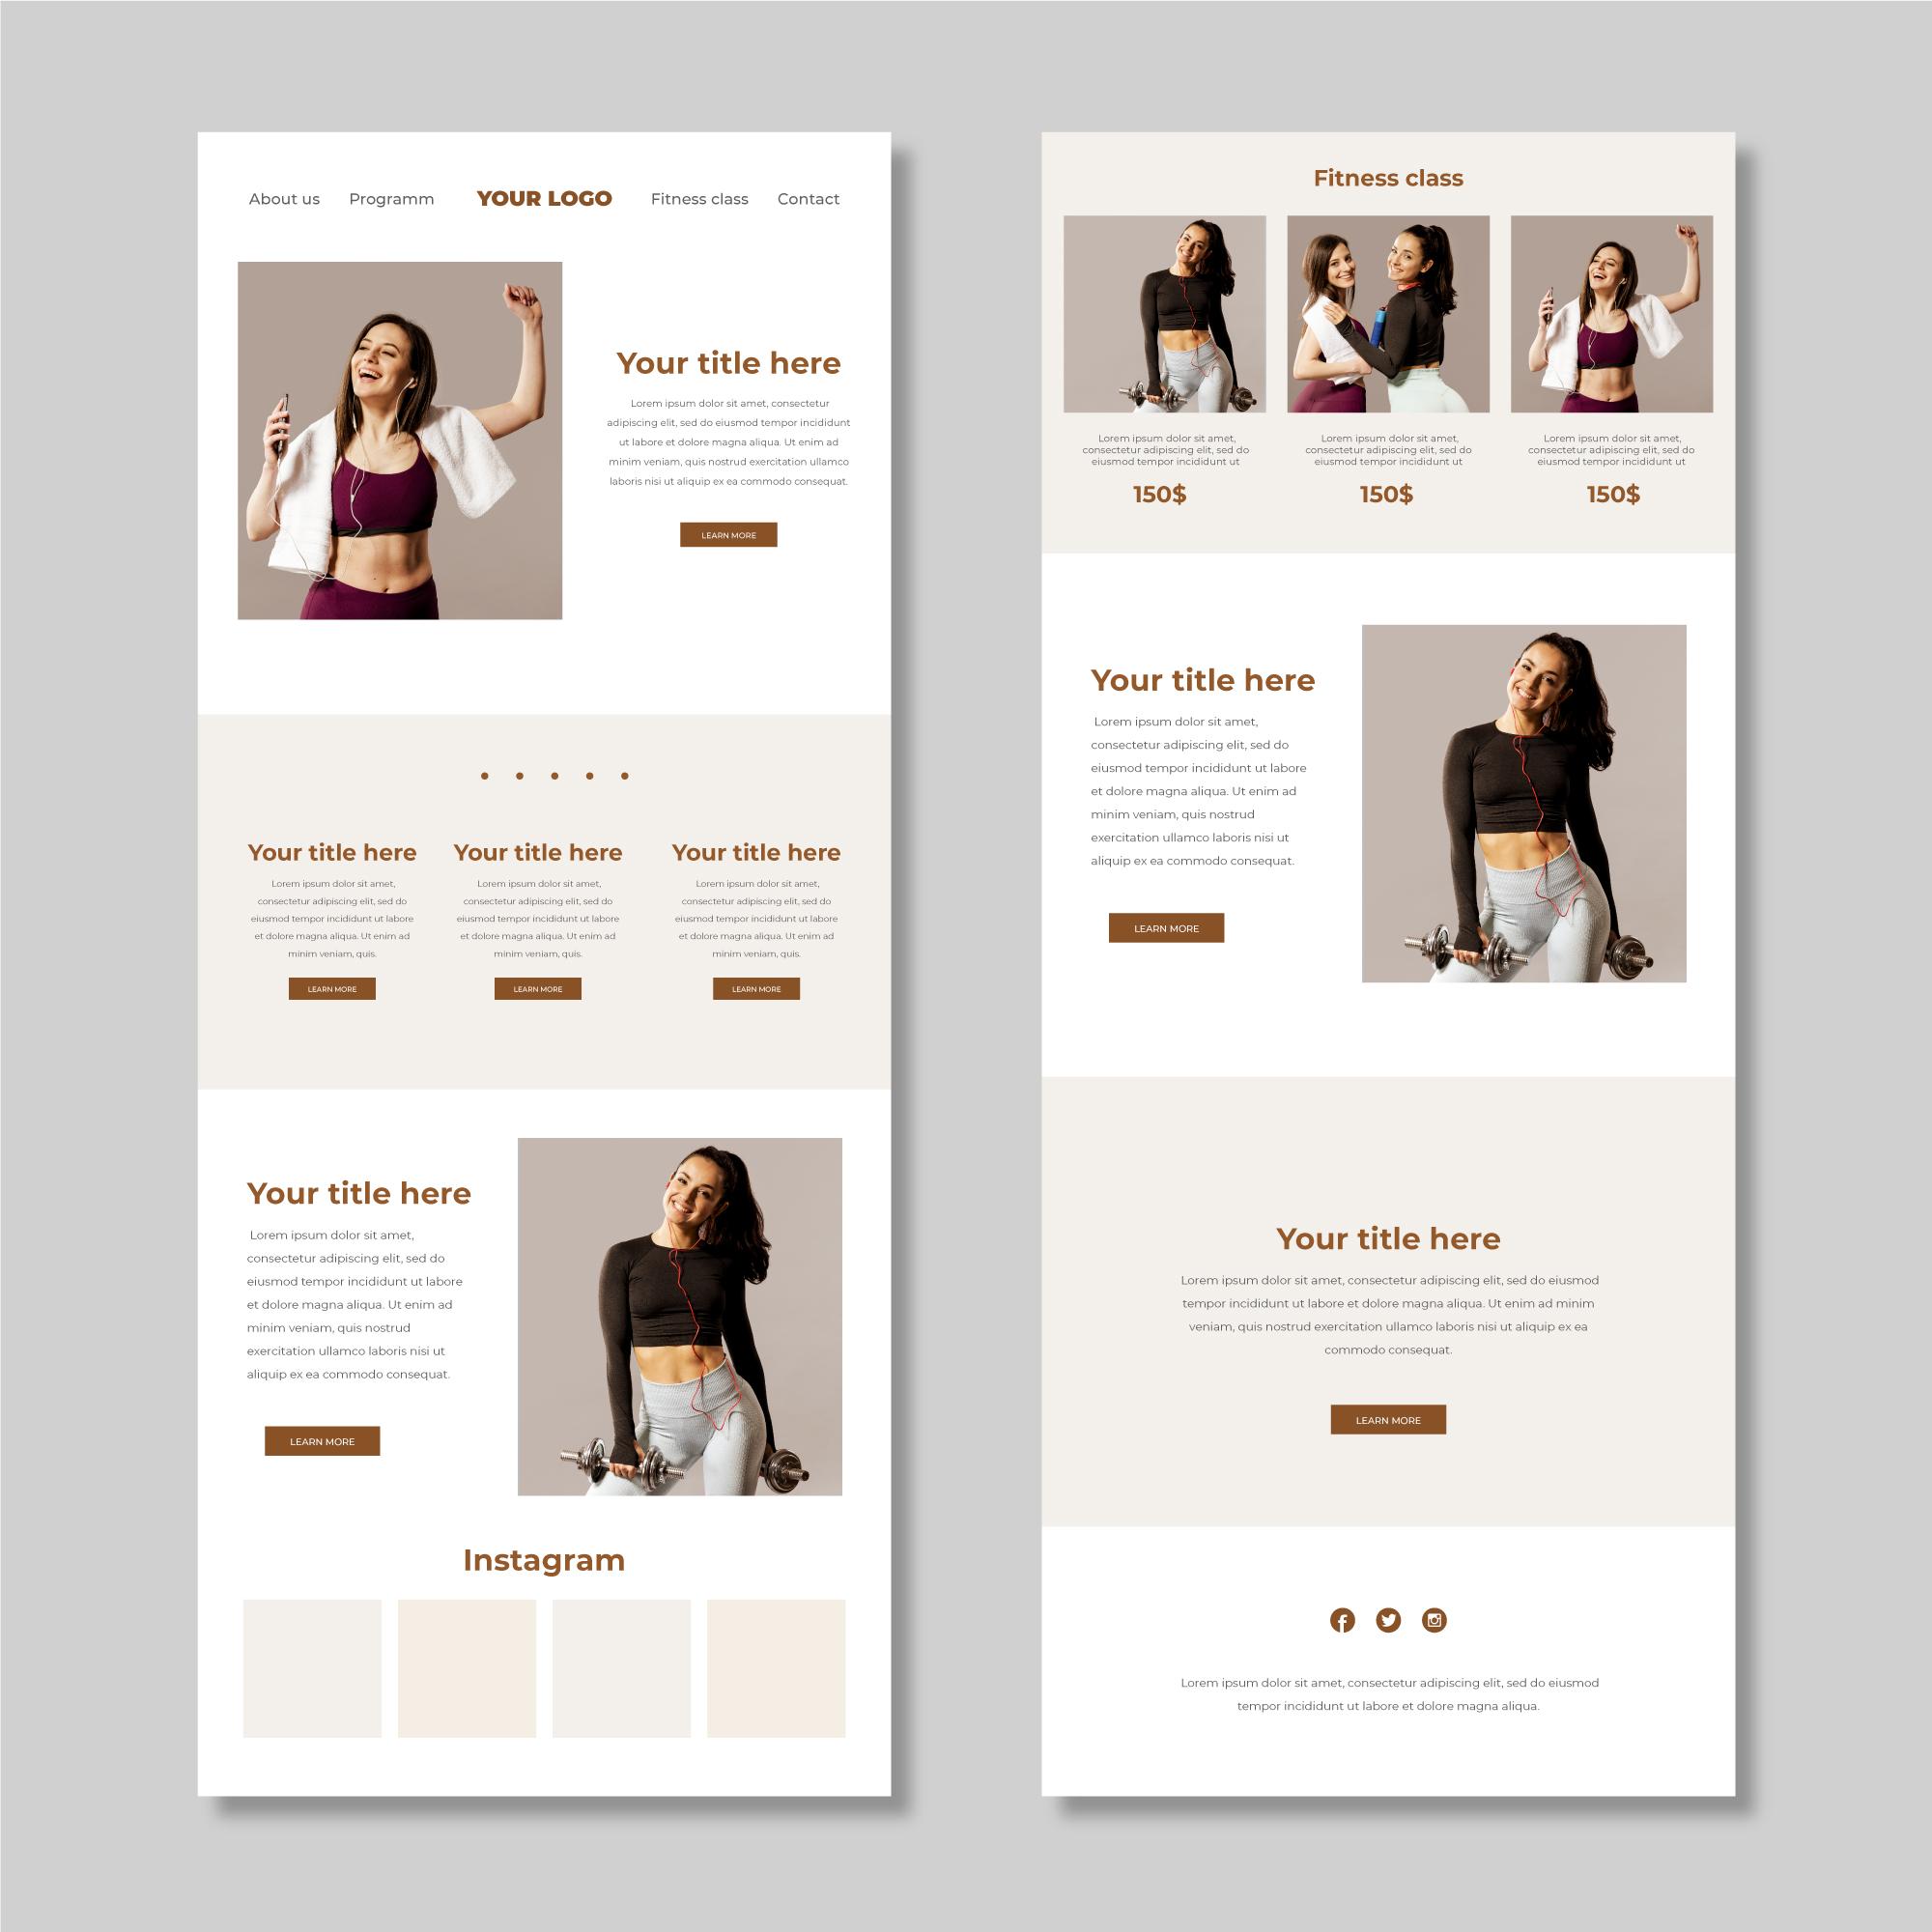 About us Programm YOUR LOGO Fitness class Contact
Your title here
Lorem ipsum dolor sit amet, consectetur
adipiscing elit, sed do eiusmod tempor incididunt
ut labore et dolore magna aliqua. Ut enim ad
minim veniam, quis nostrud exercitation ullamco
laboris nisi ut aliquip ex ea commodo consequat.
LEARN MORE
Your title here
Lorem ipsum dolor sit amet,
consectetur adipiscing elit, sed do
eiusmod tempor incididunt ut labore
et dolore magna aliqua. Ut enim ad
minim veniam, quis.
LEARN MORE
Your title here
Lorem ipsum dolor sit amet,
consectetur adipiscing elit, sed do
eiusmod tempor incididunt ut labore
et dolore magna aliqua. Ut enim ad
minim veniam, quis.
LEARN MORE
Your title here
Lorem ipsum dolor sit amet,
consectetur adipiscing elit, sed do
eiusmod tempor incididunt ut labore
et dolore magna aliqua. Ut enim ad
minim veniam, quis.
LEARN MORE
Your title here
Lorem ipsum dolor sit amet,
consectetur adipiscing elit, sed do
eiusmod tempor incididunt ut labore
et dolore magna aliqua. Ut enim ad
minim veniam, quis nostrud
exercitation ullamco laboris nisi ut
aliquip ex ea commodo consequat.
LEARN MORE
Instagram
Fitness class
Lorem ipsum dolor sit amet,
consectetur adipiscing elit, sed do
eiusmod tempor incididunt ut
150$
Lorem ipsum dolor sit amet,
consectetur adipiscing elit, sed do
eiusmod tempor incididunt ut
150$
Lorem ipsum dolor sit amet,
consectetur adipiscing elit, sed do
eiusmod tempor incididunt ut
150$
Your title here
Lorem ipsum dolor sit amet,
consectetur adipiscing elit, sed do
eiusmod tempor incididunt ut labore
et dolore magna aliqua. Ut enim ad
minim veniam, quis nostrud
exercitation ullamco laboris nisi ut
aliquip ex ea commodo consequat.
LEARN MORE
Your title here
Lorem ipsum dolor sit amet, consectetur adipiscing elit, sed do eiusmod
tempor incididunt ut labore et dolore magna aliqua. Ut enim ad minim
veniam, quis nostrud exercitation ullamco laboris nisi ut aliquip ex ea
commodo consequat.
LEARN MORE
Lorem ipsum dolor sit amet, consectetur adipiscing elit, sed do eiusmod
tempor incididunt ut labore et dolore magna aliqua.